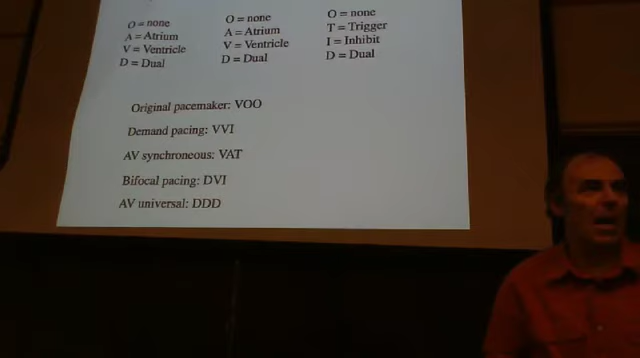 O = none
A = Atrium
V = Ventricle
D = Dual
O = none
A = Atrium
V = Ventricle
D = Dual
O = none
T = Trigger
I = Inhibit
D = Dual
Original pacemaker: VOO
Demand pacing: VVI
AV synchroneous: VAT
Bifocal pacing: DVI
AV universal: DDD